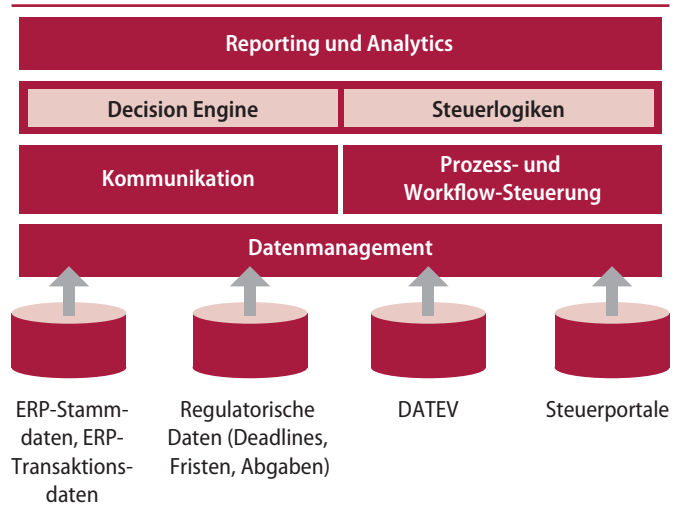 Reporting und Analytics
Decision Engine
Steuerlogiken
Kommunikation
Prozess- und
Workflow-Steuerung
Datenmanagement
ERP-Stamm-
daten, ERP-
Transaktions-
daten
Regulatorische
Daten (Deadlines,
Fristen, Abgaben)
DATEV
Steuerportale